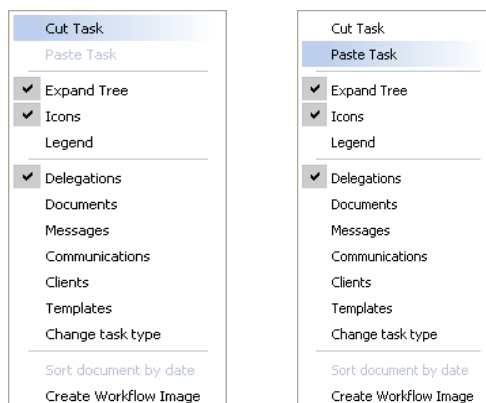 Cut Task
Paste Task
Expand Tree
Icons
Legend
Delegations
Documents
Messages
Communications
Clients
Templates
Change task type
Sort document by date
Create Workflow Image
Cut Task
Paste Task
Expand Tree
Icons
Legend
Delegations
Documents
Messages
Communications
Clients
Templates
Change task type
Sort document by date
Create Workflow Image